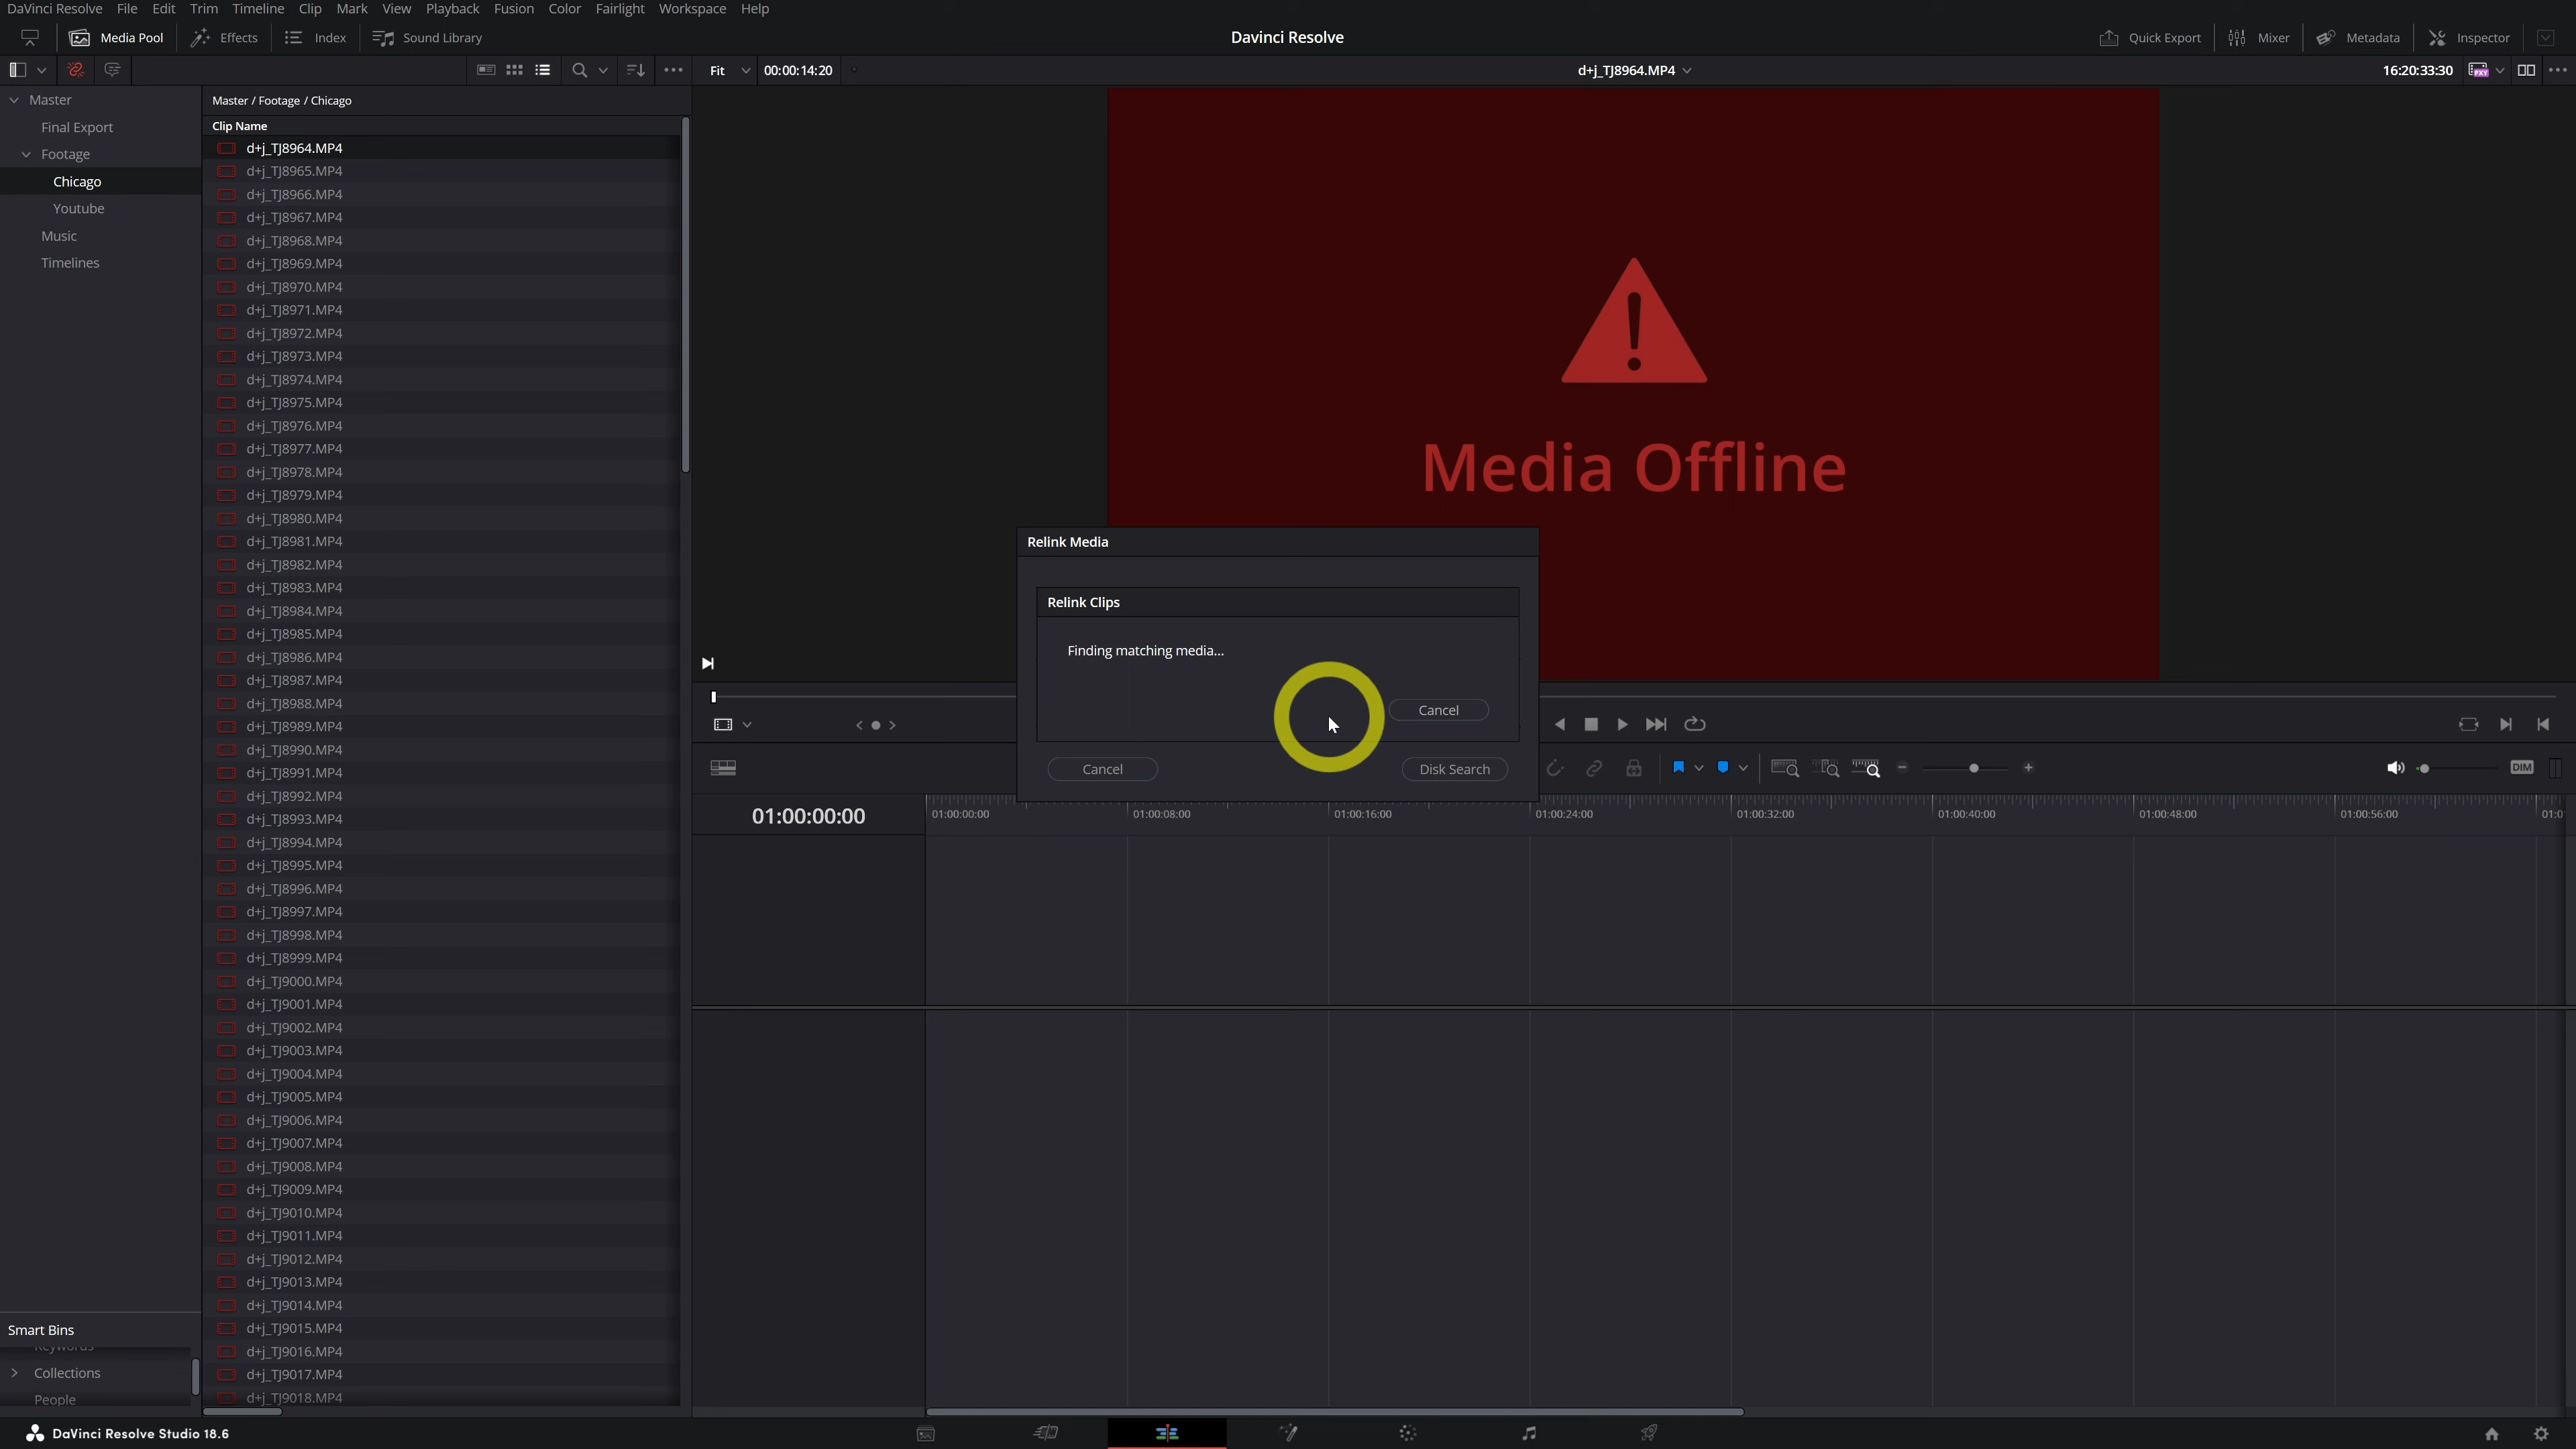 DaVinci Resolve File Edit Trim Timeline Clip Mark View Playback Fusion Color Fairlight Workspace Help
Media Pool Effects Index Sound Library Davinci Resolve Quick Export Mixer Metadata Inspector
Fit 00:00:14:20 d+j_TJ8964.MP4 16:20:33:30
Master
Final Export
Footage
Chicago
Youtube
Music
Timelines
Master / Footage / Chicago
Clip Name
d+j_TJ8964.MP4
d+j_TJ8965.MP4
d+j_TJ8966.MP4
d+j_TJ8967.MP4
d+j_TJ8968.MP4
d+j_TJ8969.MP4
d+j_TJ8970.MP4
d+j_TJ8971.MP4
d+j_TJ8972.MP4
d+j_TJ8973.MP4
d+j_TJ8974.MP4
d+j_TJ8975.MP4
d+j_TJ8976.MP4
d+j_TJ8977.MP4
d+j_TJ8978.MP4
d+j_TJ8979.MP4
d+j_TJ8980.MP4
d+j_TJ8981.MP4
d+j_TJ8982.MP4
d+j_TJ8983.MP4
d+j_TJ8984.MP4
d+j_TJ8985.MP4
d+j_TJ8986.MP4
d+j_TJ8987.MP4
d+j_TJ8988.MP4
d+j_TJ8989.MP4
d+j_TJ8990.MP4
d+j_TJ8991.MP4
d+j_TJ8992.MP4
d+j_TJ8993.MP4
d+j_TJ8994.MP4
d+j_TJ8995.MP4
d+j_TJ8996.MP4
d+j_TJ8997.MP4
d+j_TJ8998.MP4
d+j_TJ8999.MP4
d+j_TJ9000.MP4
d+j_TJ9001.MP4
d+j_TJ9002.MP4
d+j_TJ9003.MP4
d+j_TJ9004.MP4
d+j_TJ9005.MP4
d+j_TJ9006.MP4
d+j_TJ9007.MP4
d+j_TJ9008.MP4
d+j_TJ9009.MP4
d+j_TJ9010.MP4
d+j_TJ9011.MP4
d+j_TJ9012.MP4
d+j_TJ9013.MP4
d+j_TJ9014.MP4
d+j_TJ9015.MP4
d+j_TJ9016.MP4
d+j_TJ9017.MP4
d+j_TJ9018.MP4
Media Offline
Relink Media
Relink Clips
Finding matching media...
Cancel
Cancel Disk Search
PXY
DIM
01:00:00:00
01:00:00:00 01:00:08:00 01:00:16:00 01:00:24:00 01:00:32:00 01:00:40:00 01:00:48:00 01:00:56:00 01:0
Smart Bins
Keywords
Collections
People
DaVinci Resolve Studio 18.6